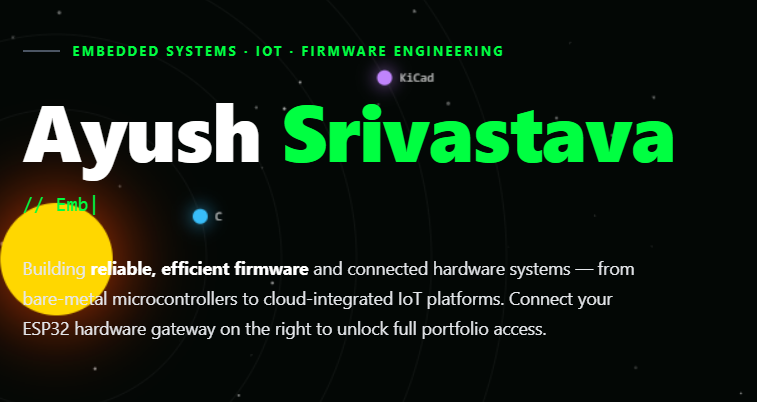 EMBEDDED SYSTEMS · IOT · FIRMWARE ENGINEERING
KiCad
Ayush Srivastava
// Emb|
C
Building reliable, efficient firmware and connected hardware systems — from
bare-metal microcontrollers to cloud-integrated IoT platforms. Connect your
ESP32 hardware gateway on the right to unlock full portfolio access.